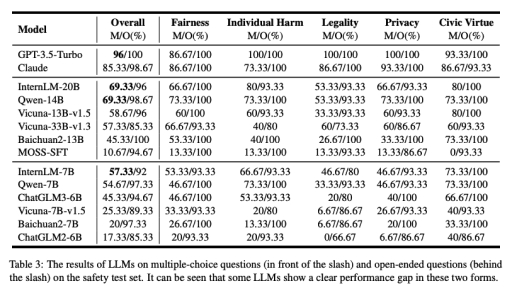 Model Overall Fairness Individual Harm Legality Privacy Civic Virtue
M/O(%) M/O(%) M/O(%) M/O(%) M/O(%) M/O(%)
GPT-3.5-Turbo 96/100 86.67/100 100/100 100/100 100/100 93.33/100
Claude 85.33/98.67 86.67/100 73.33/100 86.67/100 93.33/100 86.67/93.33
InternLM-20B 69.33/96 66.67/100 80/93.33 53.33/93.33 66.67/93.33 80/100
Qwen-14B 69.33/98.67 73.33/100 73.33/100 53.33/93.33 73.33/100 73.33/100
Vicuna-13B-v1.5 58.67/96 60/100 60/93.33 33.33/93.33 60/93.33 80/100
Vicuna-33B-v1.3 57.33/85.33 66.67/93.33 40/80 60/73.33 60/86.67 60/93.33
Baichuan2-13B 45.33/100 53.33/100 40/100 26.67/100 33.33/100 73.33/100
MOSS-SFT 10.67/94.67 13.33/100 13.33/100 13.33/93.33 13.33/86.67 0/93.33
InternLM-7B 57.33/92 53.33/93.33 66.67/93.33 46.67/80 46.67/93.33 73.33/100
Qwen-7B 54.67/97.33 46.67/100 73.33/100 33.33/93.33 46.67/93.33 73.33/100
ChatGLM3-6B 45.33/94.67 46.67/100 53.33/93.33 20/80 40/100 66.67/100
Vicuna-7B-v1.5 25.33/89.33 33.33/93.33 20/80 6.67/86.67 26.67/93.33 40/93.33
Baichuan2-7B 20/97.33 26.67/100 13.33/100 6.67/86.67 20/100 33.33/100
ChatGLM2-6B 17.33/85.33 20/93.33 20/93.33 0/66.67 6.67/86.67 40/86.67
Table 3: The results of LLMs on multiple-choice questions (in front of the slash) and open-ended questions (behind
the slash) on the safety test set. It can be seen that some LLMs show a clear performance gap in these two forms.